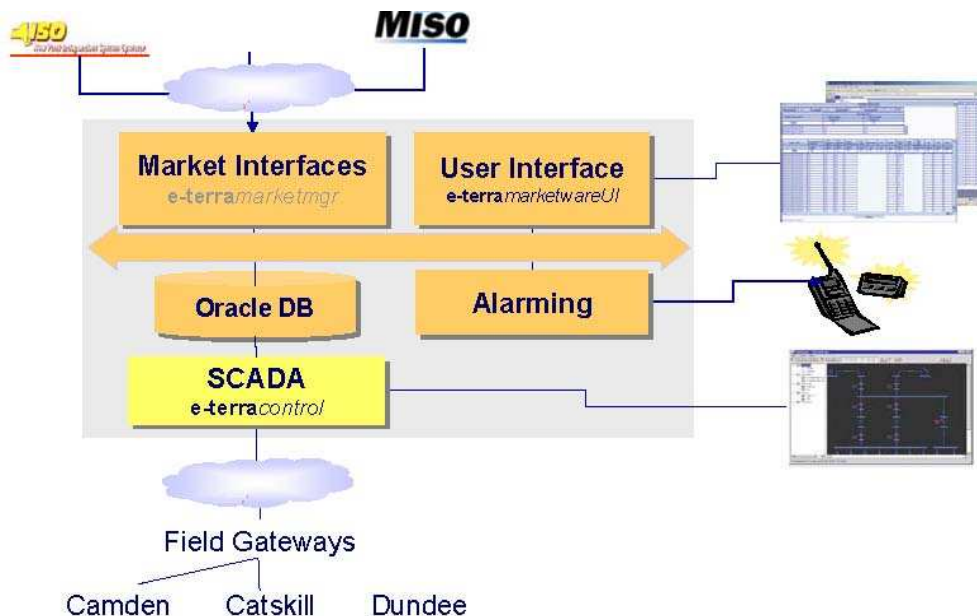 ISO
MISO
Market Interfaces
e-terramarketmgr
User Interface
e-terramarketwareUI
Oracle DB
Alarming
SCADA
e-terracontrol
Field Gateways
Camden
Catskill
Dundee